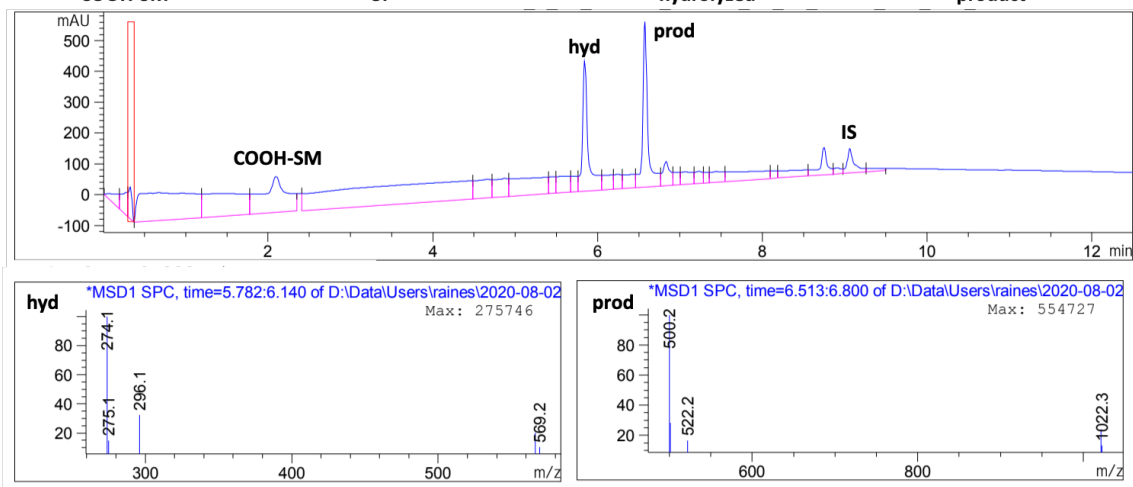 mAU
500
400
300
200
100
0
-100
COOH-SM
hyd
prod
IS
2
4
6
8
10
12
min
hyd
*MSD1 SPC, time=5.782:6.140 of D:\Data\Users\raines\2020-08-02
Max: 275746
80
60
40
20
274.1
275.1
296.1
569.2
300
400
500
m/z
prod
*MSD1 SPC, time=6.513:6.800 of D:\Data\Users\raines\2020-08-02
Max: 554727
80
60
40
20
500.2
522.2
1022.3
600
800
m/z